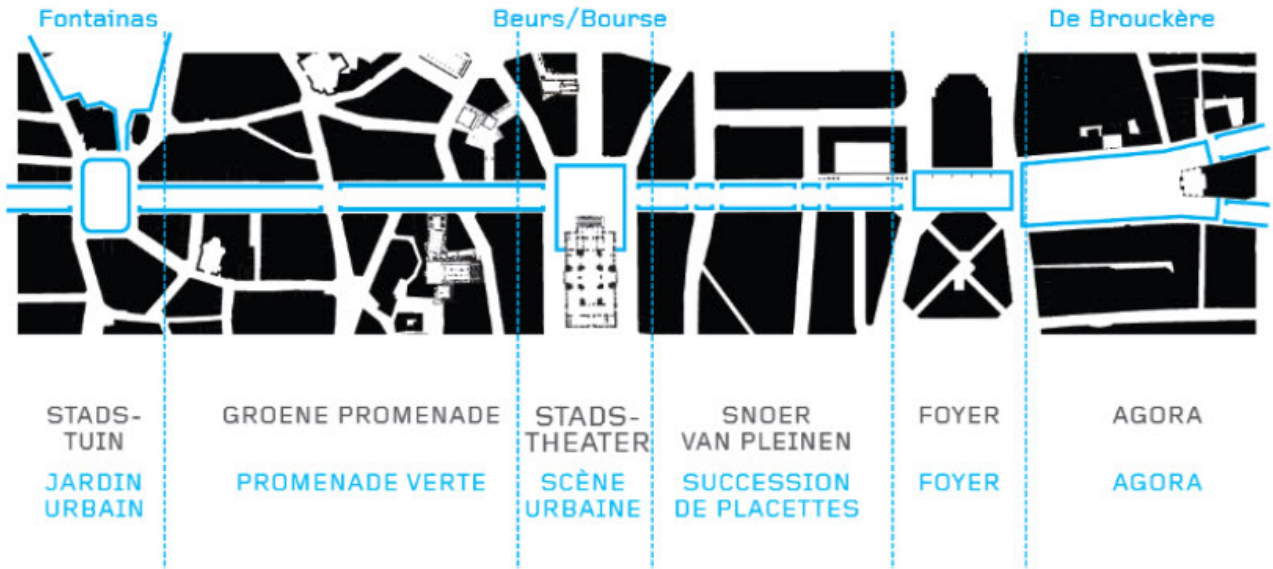 Fontainas
Beurs/Bourse
De Brouckère
STADS-
TUIN
GROENE PROMENADE
STADS-
THEATER
SNOER
VAN PLEINEN
FOYER
AGORA
JARDIN
URBAIN
PROMENADE VERTE
SCÈNE
URBAINE
SUCCESSION
DE PLACETTES
FOYER
AGORA